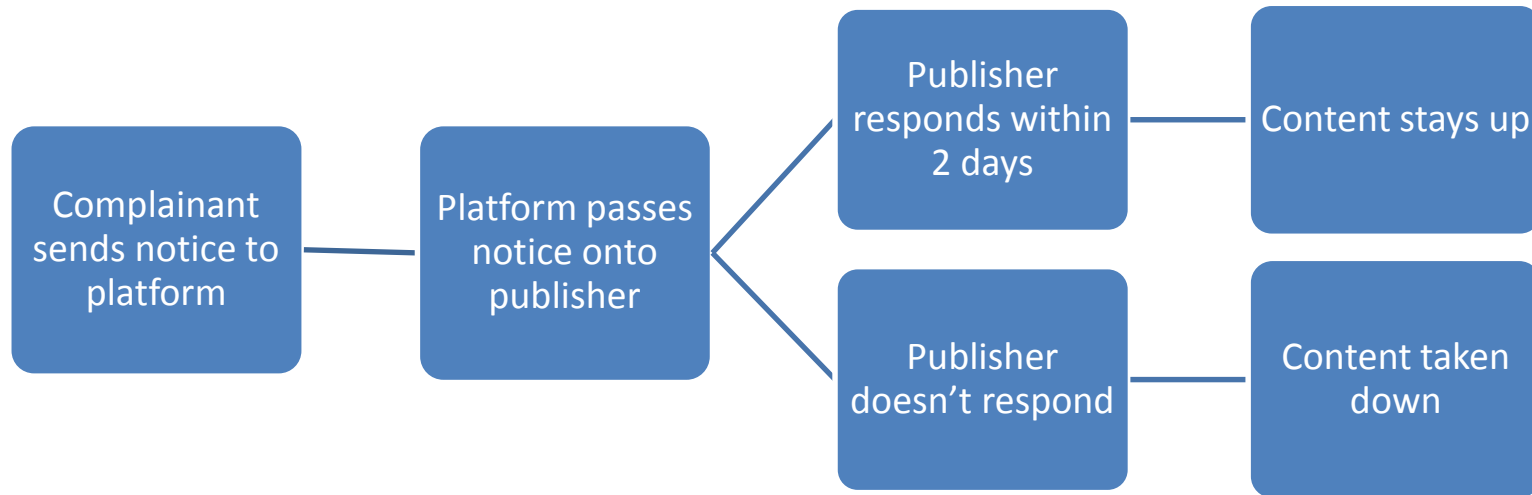 Complainant
sends notice to
platform
Platform passes
notice onto
publisher
Publisher
responds within
2 days
Content stays up
Publisher
doesn’t respond
Content taken
down